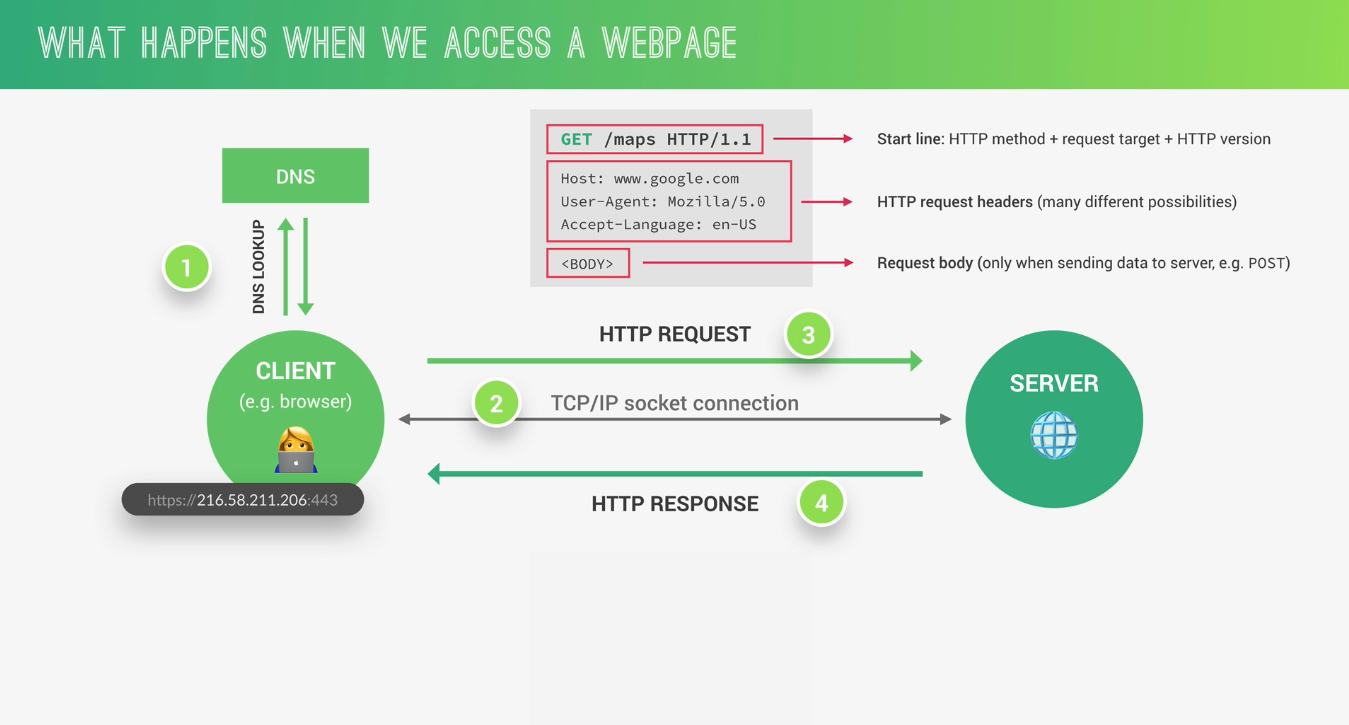 WHAT HAPPENS WHEN WE ACCESS A WEBPAGE
GET /maps HTTP/1.1
Start line: HTTP method + request target + HTTP version
Host: www.google.com
User-Agent: Mozilla/5.0
Accept-Language: en-US
HTTP request headers (many different possibilities)
<BODY>
Request body (only when sending data to server, e.g. POST)
DNS
DNS LOOKUP
1
CLIENT
(e.g. browser)
https://216.58.211.206:443
HTTP REQUEST
3
2
TCP/IP socket connection
HTTP RESPONSE
4
SERVER